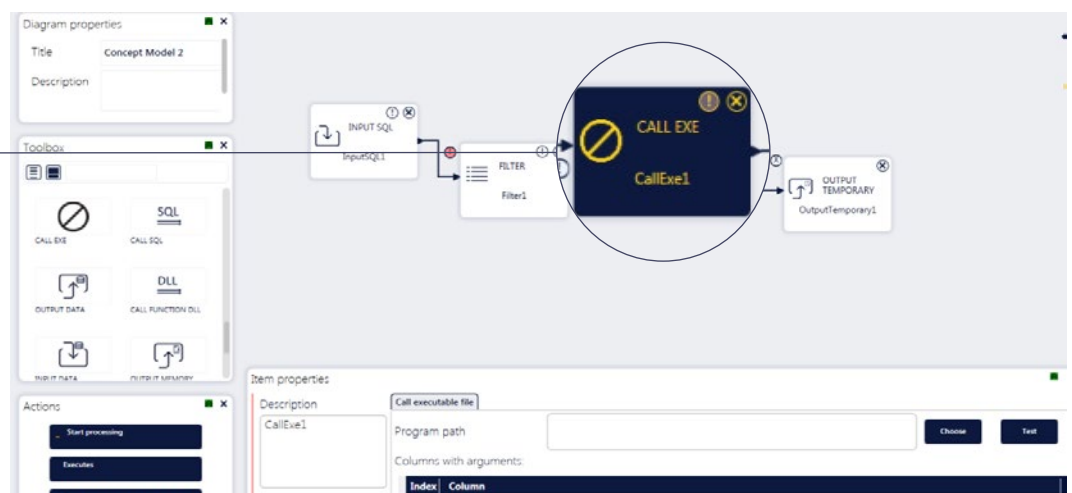 Diagram properties
Title
Concept Model 2
Description
Toolbox
CALL EXE
SQL
CALL SQL
OUTPUT DATA
DLL
CALL FUNCTION DLL
INPUT DATA
OUTPUT MEMORY
Actions
Start processing
Executes
INPUT SQL
InputSQL1
FILTER
Filter1
CALL EXE
CallExe1
OUTPUT
TEMPORARY
OutputTemporary1
Item properties
Description
CallExe1
Call executable file
Program path
Choose
Test
Columns with arguments:
Index Column